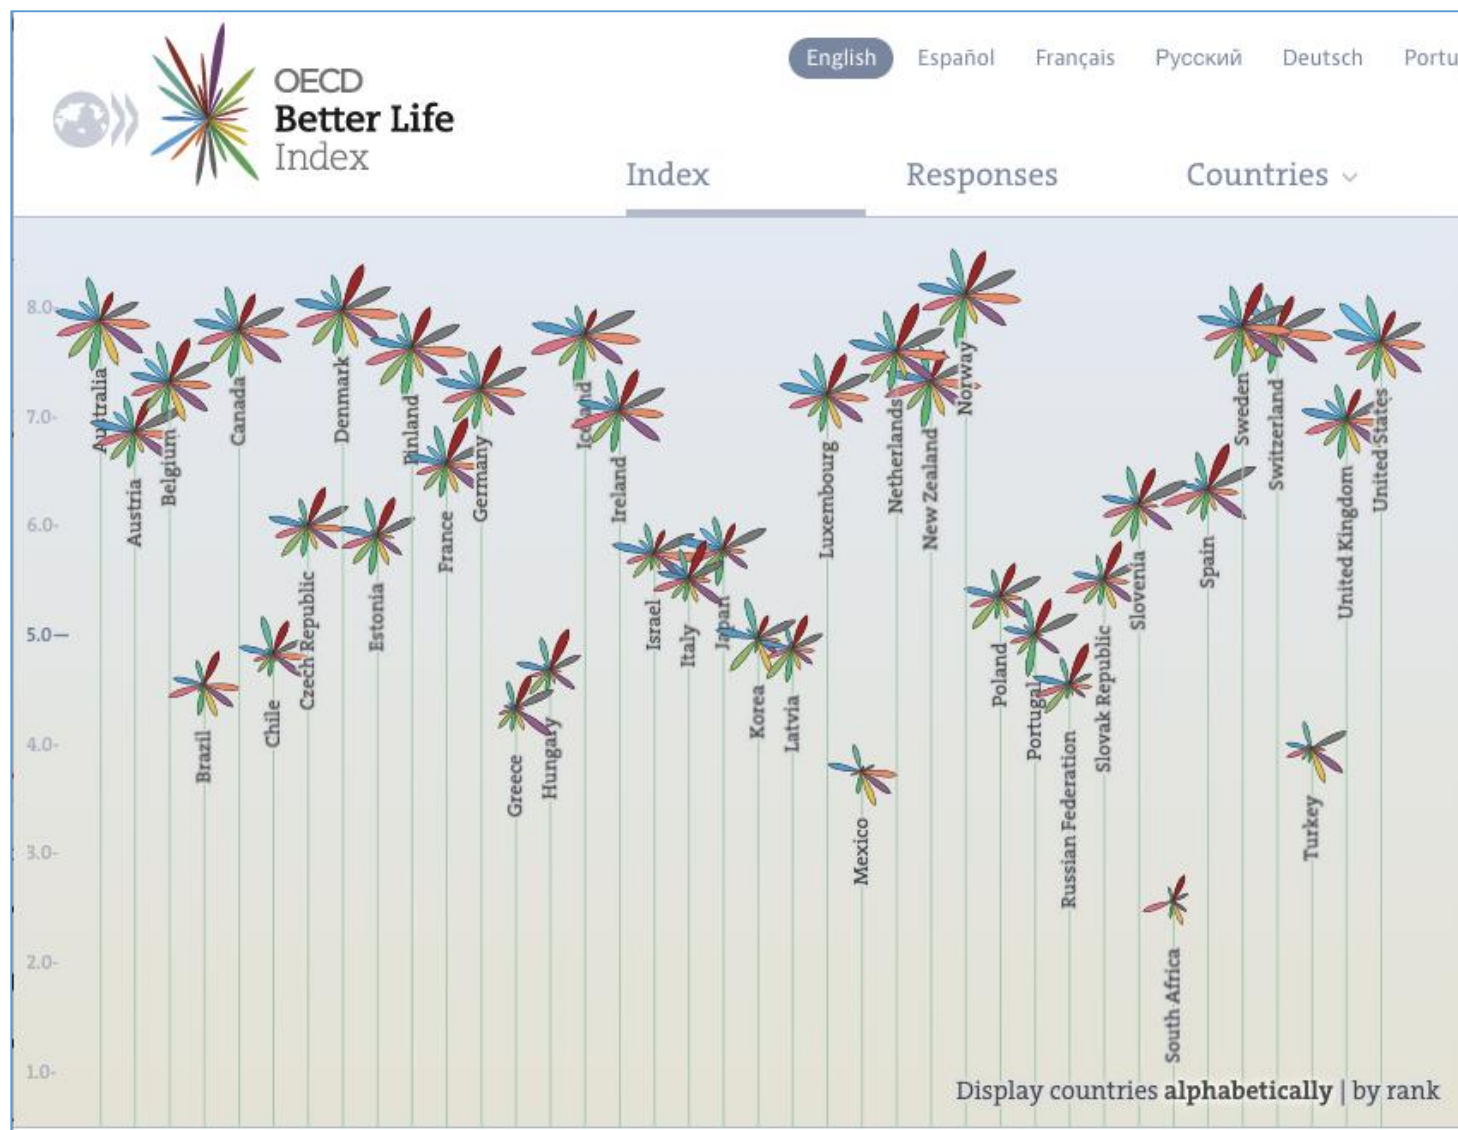 English Español Français Русский Deutsch Portu
OECD
Better Life
Index
Index Responses Countries
8.0
7.0
6.0
5.0
4.0
3.0
2.0
1.0
Australia
Austria
Belgium
Brazil
Canada
Chile
Czech Republic
Denmark
Estonia
Finland
France
Germany
Greece
Hungary
Iceland
Ireland
Israel
Italy
Japan
Korea
Latvia
Luxembourg
Mexico
Netherlands
New Zealand
Norway
Poland
Portugal
Russian Federation
Slovak Republic
Slovenia
South Africa
Spain
Sweden
Switzerland
Turkey
United Kingdom
United States
Display countries alphabetically | by rank